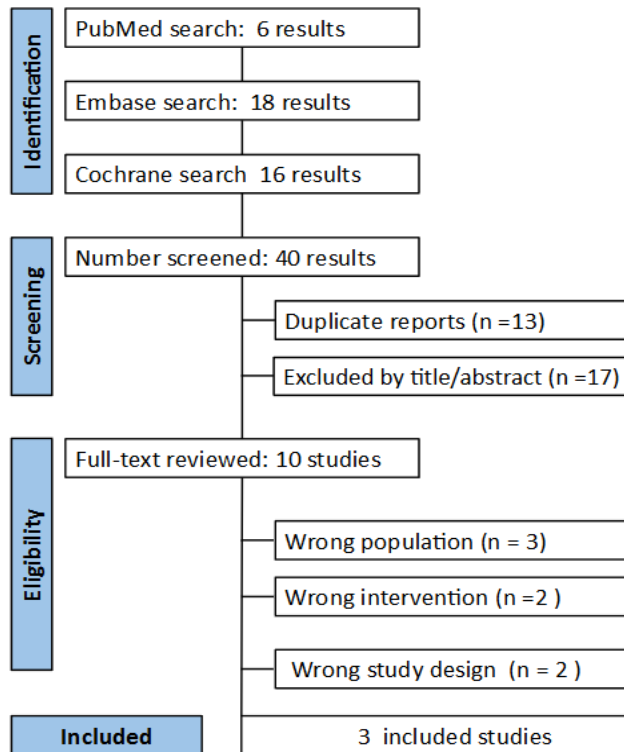 Identification
PubMed search: 6 results
Embase search: 18 results
Cochrane search 16 results
Screening
Number screened: 40 results
Duplicate reports (n =13)
Excluded by title/abstract (n =17)
Eligibility
Full-text reviewed: 10 studies
Wrong population (n = 3)
Wrong intervention (n =2 )
Wrong study design (n = 2 )
Included
3 included studies